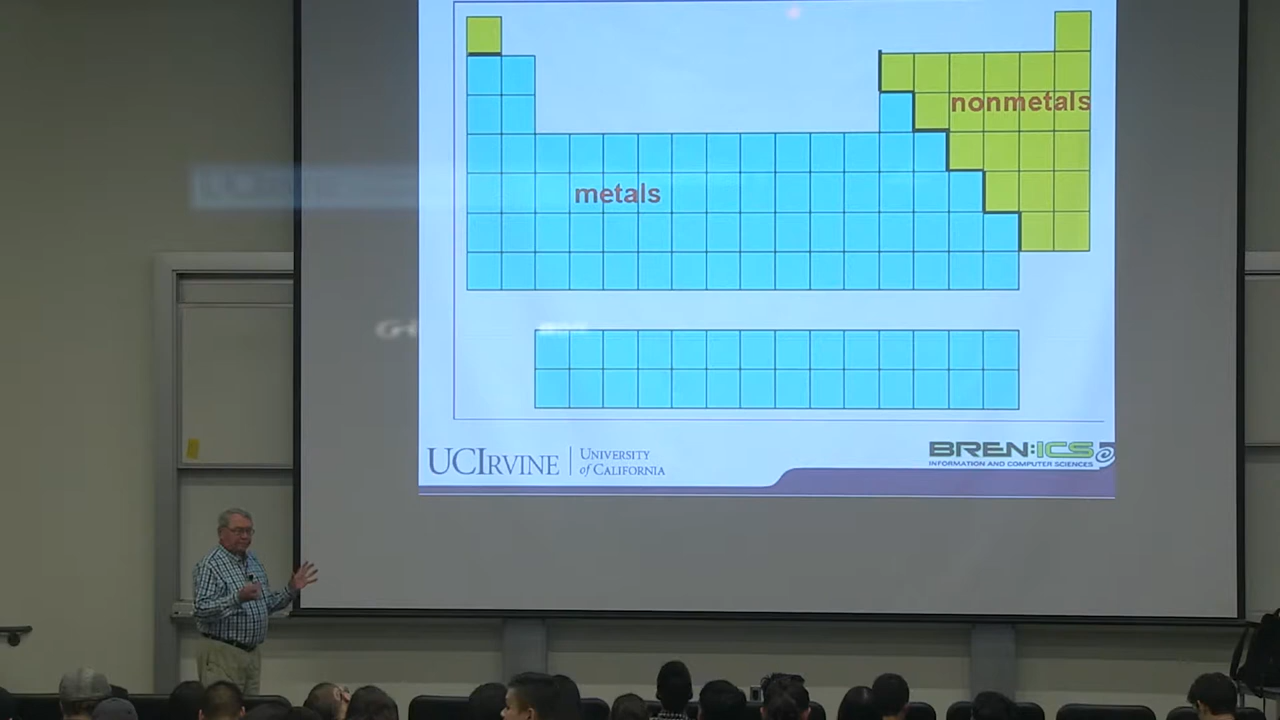 nonmetals
metals
UCIRVINE
UNIVERSITY
of CALIFORNIA
BREN:ICS
INFORMATION AND COMPUTER SCIENCES